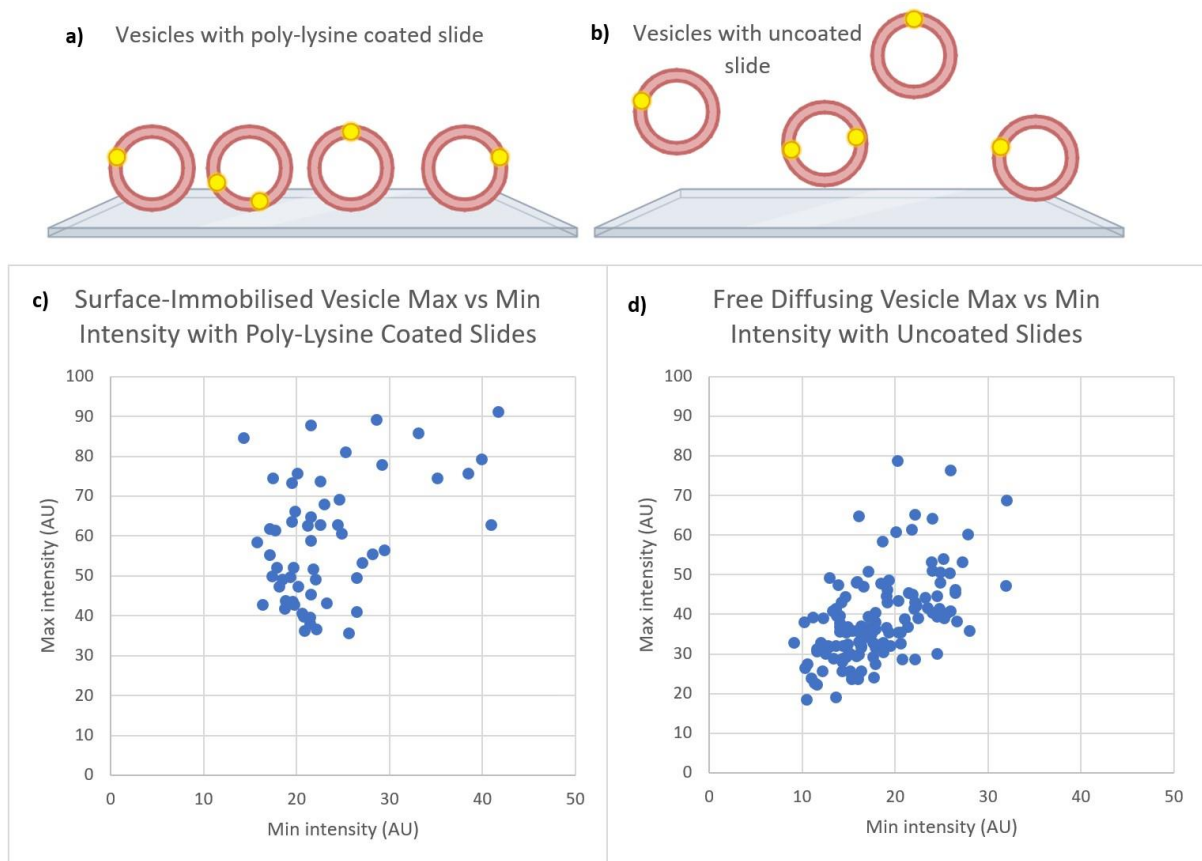 a) Vesicles with poly-lysine coated slide
b) Vesicles with uncoated
slide
c) Surface-Immobilised Vesicle Max vs Min
Intensity with Poly-Lysine Coated Slides
100
90
80
70
60
50
40
30
20
10
0
Max intensity (AU)
0 10 20 30 40 50
Min intensity (AU)
d) Free Diffusing Vesicle Max vs Min
Intensity with Uncoated Slides
100
90
80
70
60
50
40
30
20
10
0
Max intensity (AU)
0 10 20 30 40 50
Min intensity (AU)